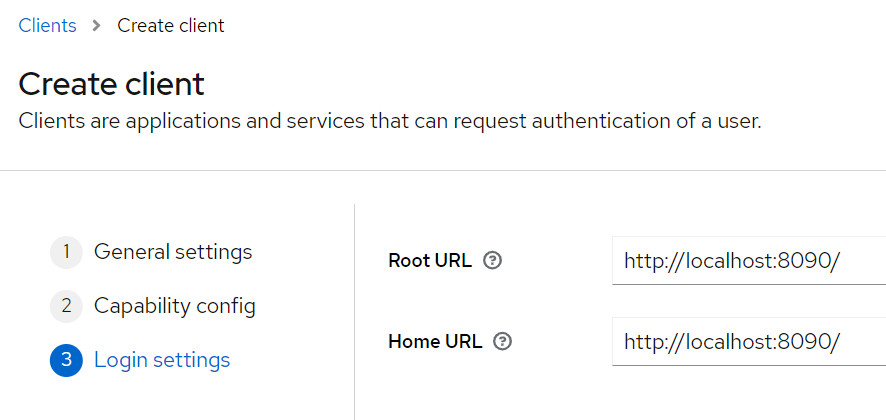 Clients > Create client
Create client
Clients are applications and services that can request authentication of a user.
1 General settings
2 Capability config
3 Login settings
Root URL ? http://localhost:8090/
Home URL ? http://localhost:8090/